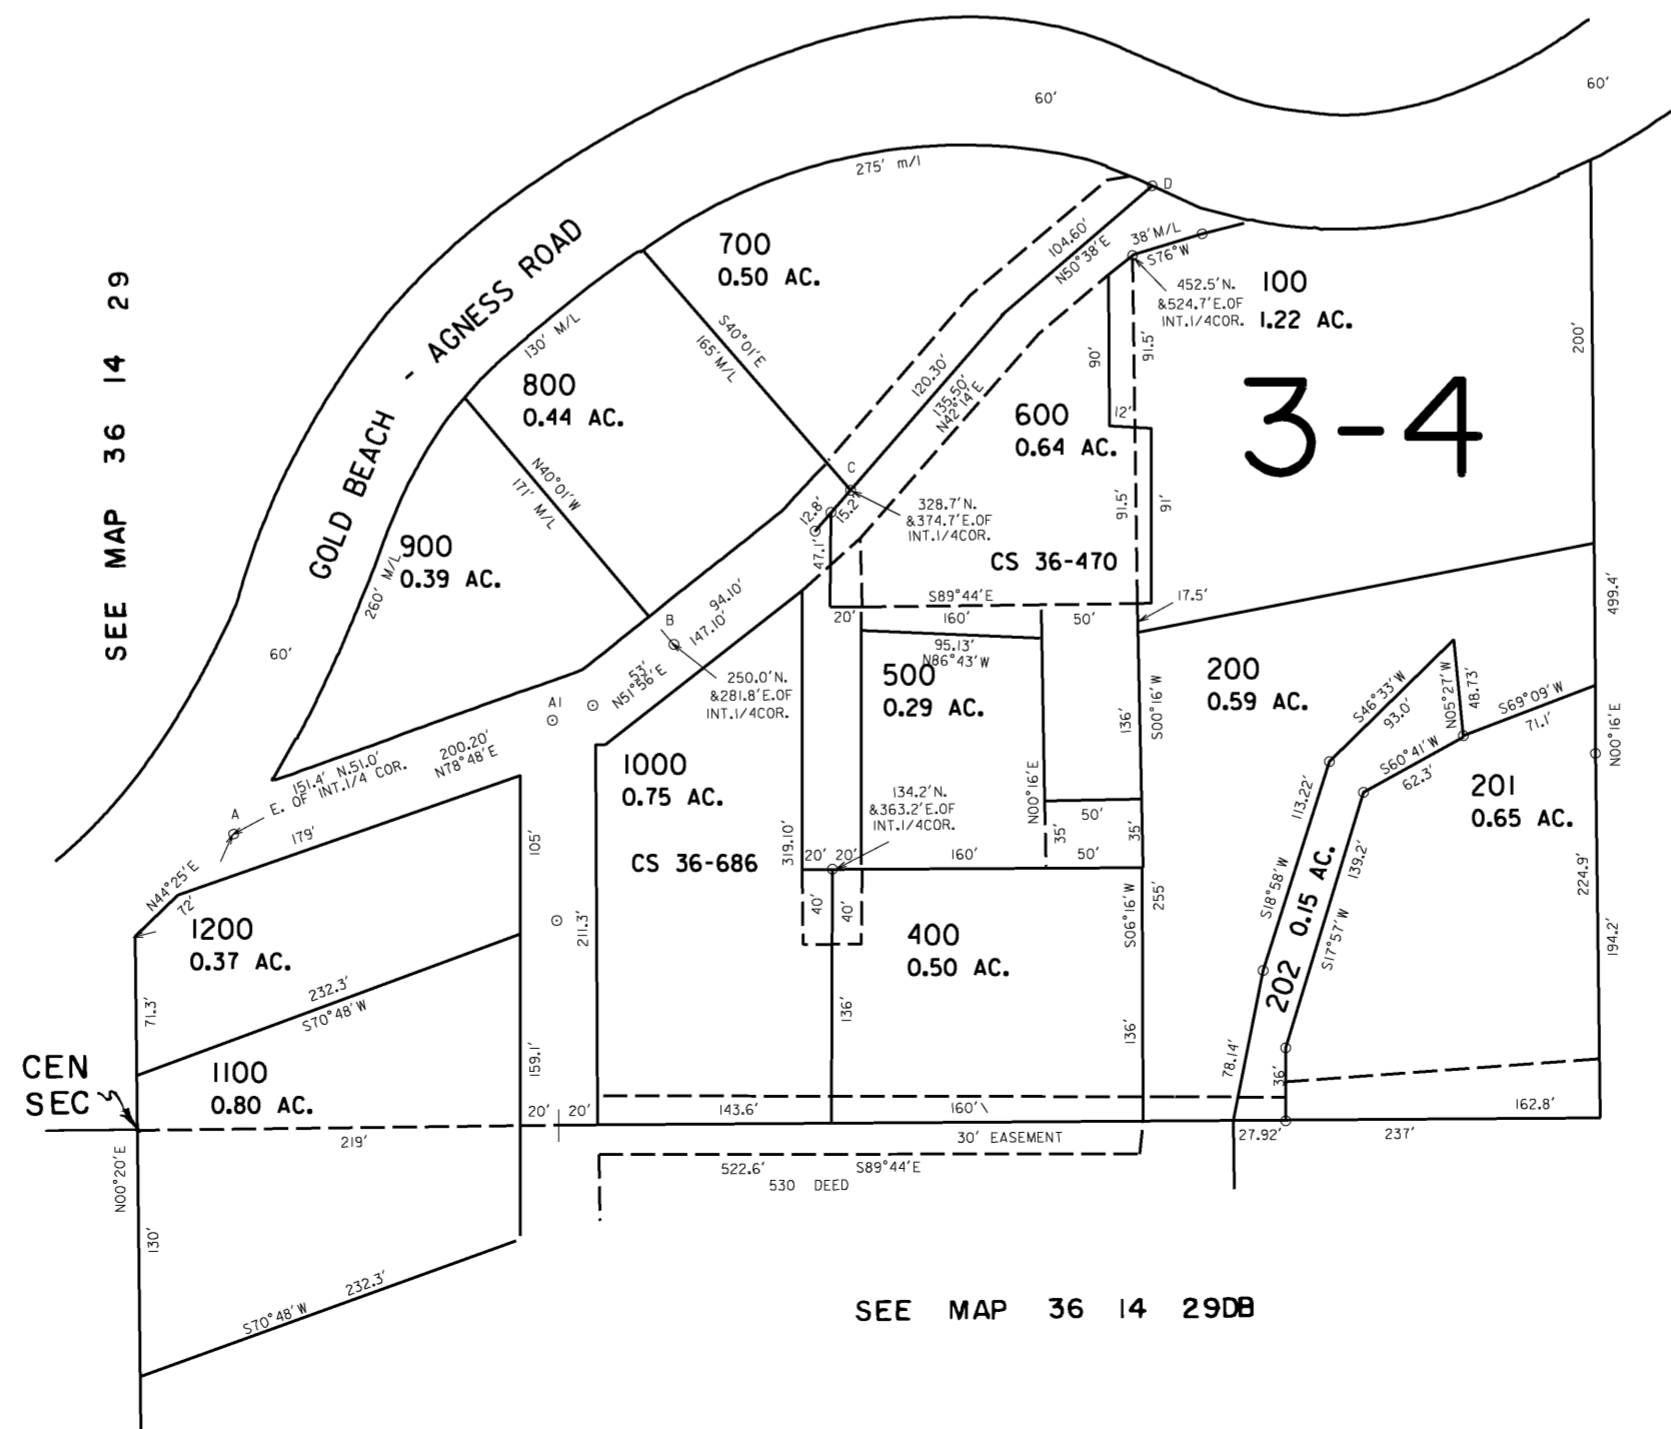 60'
60'
275' m/l
D
GOLD BEACH - AGNESS ROAD
SEE MAP 36 14 29
700
0.50 AC.
104.60'
N50°38'E
38'M/L
S76°W
452.5'N.
&524.7'E.OF
INT.1/4COR.
100
1.22 AC.
3-4
200'
130' M/L
S40°01'E
165'M/L
800
0.44 AC.
120.30'
135.50'
N42°14'E
90'
91.5'
12'
600
0.64 AC.
N40°01'W
171' M/L
C
12.8'
15.2'
47.1'
328.7'N.
&374.7'E.OF
INT.1/4COR.
91.5'
91'
CS 36-470
900
0.39 AC.
260' M/L
60'
94.10'
147.10'
B
53'
N51°56'E
A1
250.0'N.
&281.8'E.OF
INT.1/4COR.
S89°44'E
20'
160'
50'
17.5'
95.13'
N86°43'W
500
0.29 AC.
136'
S00°16'W
200
0.59 AC.
499.4'
S46°33'W
93.0'
N05°27'W
48.73'
S69°09'W
71.1'
N00°16'E
S60°41'W
62.3'
201
0.65 AC.
151.4' N.51.0'
E. OF INT.1/4 COR.
200.20'
N78°48'E
A
179'
1000
0.75 AC.
134.2'N.
&363.2'E.OF
INT.1/4COR.
N00°16'E
50'
35'
35'
113.22'
139.2'
105'
CS 36-686
319.10'
20' 20'
160'
50'
N44°25'E
72'
1200
0.37 AC.
211.3'
40'
40'
400
0.50 AC.
S06°16'W
255'
S18°58'W
202 0.15 AC.
S17°57'W
224.9'
194.2'
71.3'
232.3'
S70°48'W
136'
136'
78.14'
36'
CEN
SEC
1100
0.80 AC.
159.1'
20' 20'
143.6'
160'\
162.8'
219'
30' EASEMENT
27.92'
237'
N00°20'E
522.6'
S89°44'E
530 DEED
130'
232.3'
S70°48'W
SEE MAP 36 14 29DB